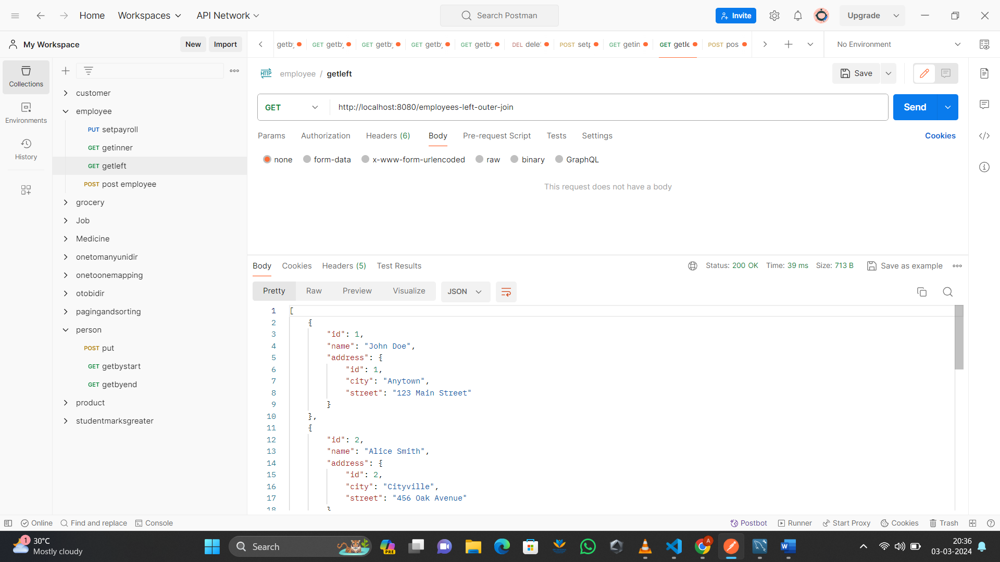 Home Workspaces API Network Search Postman Invite Upgrade
My Workspace New Import getb GET getb GET getb GET getb GET getb DEL dele POST setp GET getin GET getle POST pos No Environment
Collections
Environments
History
customer
employee
PUT setpayroll
GET getinner
GET getleft
POST post employee
grocery
Job
Medicine
onetomanyunidir
onetoonemapping
otobidir
pagingandsorting
person
POST put
GET getbystart
GET getbyend
product
studentmarksgreater
HTTP employee / getleft Save
GET http://localhost:8080/employees-left-outer-join Send
Params Authorization Headers (6) Body Pre-request Script Tests Settings Cookies
none form-data x-www-form-urlencoded raw binary GraphQL
This request does not have a body
Body Cookies Headers (5) Test Results Status: 200 OK Time: 39 ms Size: 713 B Save as example
Pretty Raw Preview Visualize JSON
1 [
2 {
3 "id": 1,
4 "name": "John Doe",
5 "address": {
6 "id": 1,
7 "city": "Anytown",
8 "street": "123 Main Street"
9 }
10 },
11 {
12 "id": 2,
13 "name": "Alice Smith",
14 "address": {
15 "id": 2,
16 "city": "Cityville",
17 "street": "456 Oak Avenue"
18 }
Online Find and replace Console Postbot Runner Start Proxy Cookies Trash
1 30°C
Mostly cloudy
Search PRE A W
20:36
03-03-2024